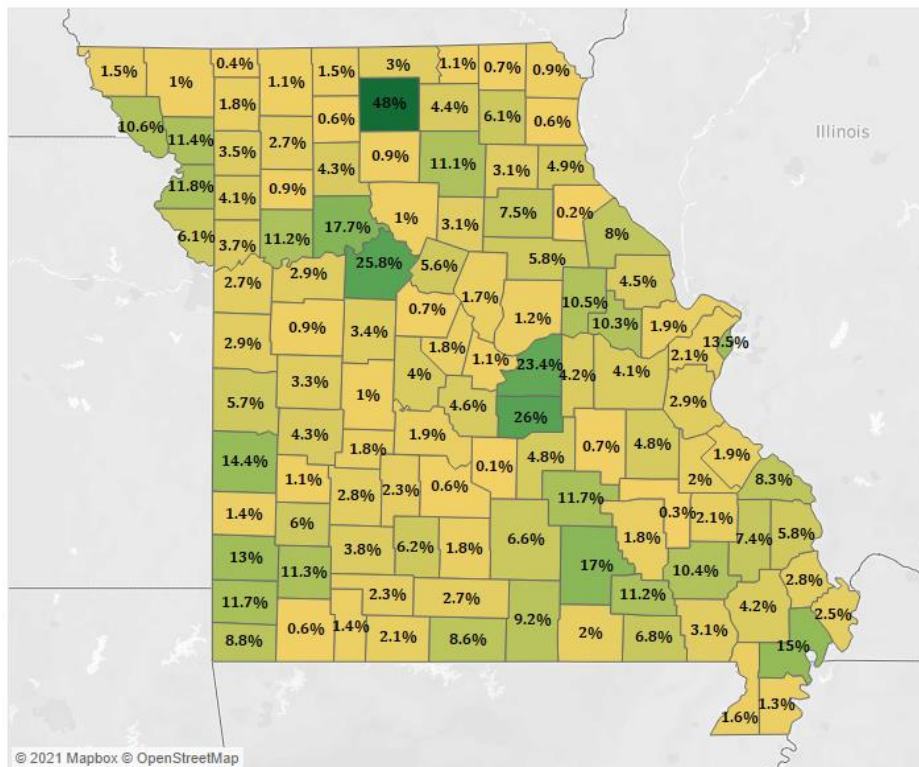 1.5% 1% 0.4% 1.1% 1.5% 3% 1.1% 0.7% 0.9%
1.8% 0.6% 48% 4.4% 6.1% 0.6%
10.6% 11.4% 3.5% 2.7% 4.3% 0.9% 11.1% 3.1% 4.9%
Illinois
11.8% 4.1% 0.9% 1% 3.1% 7.5% 0.2% 8%
6.1% 3.7% 11.2% 17.7% 25.8% 5.6% 5.8%
2.7% 2.9% 1.7% 10.5% 4.5%
0.7% 1.2% 10.3% 1.9%
2.9% 0.9% 3.4% 1.8% 1.1% 23.4% 2.1% 13.5%
5.7% 3.3% 1% 4% 4.6% 26% 4.2% 4.1% 2.9%
4.3% 1.8% 1.9% 4.8% 0.7% 4.8% 1.9%
14.4% 1.1% 2.8% 2.3% 0.6% 0.1% 2% 8.3%
1.4% 6% 11.7% 0.3% 2.1%
13% 3.8% 6.2% 1.8% 6.6% 1.8% 7.4% 5.8%
11.3% 17% 10.4%
11.7% 2.3% 2.7% 11.2% 4.2% 2.8%
8.8% 0.6% 1.4% 2.1% 8.6% 9.2% 2% 6.8% 3.1% 2.5%
15%
1.6% 1.3%
© 2021 Mapbox © OpenStreetMap